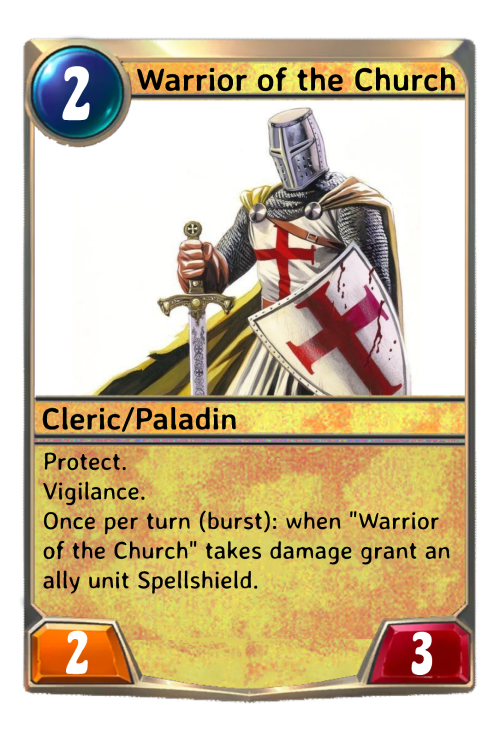 2
Warrior of the Church
Cleric/Paladin
Protect.
Vigilance.
Once per turn (burst): when "Warrior
of the Church" takes damage grant an
ally unit Spellshield.
2
3